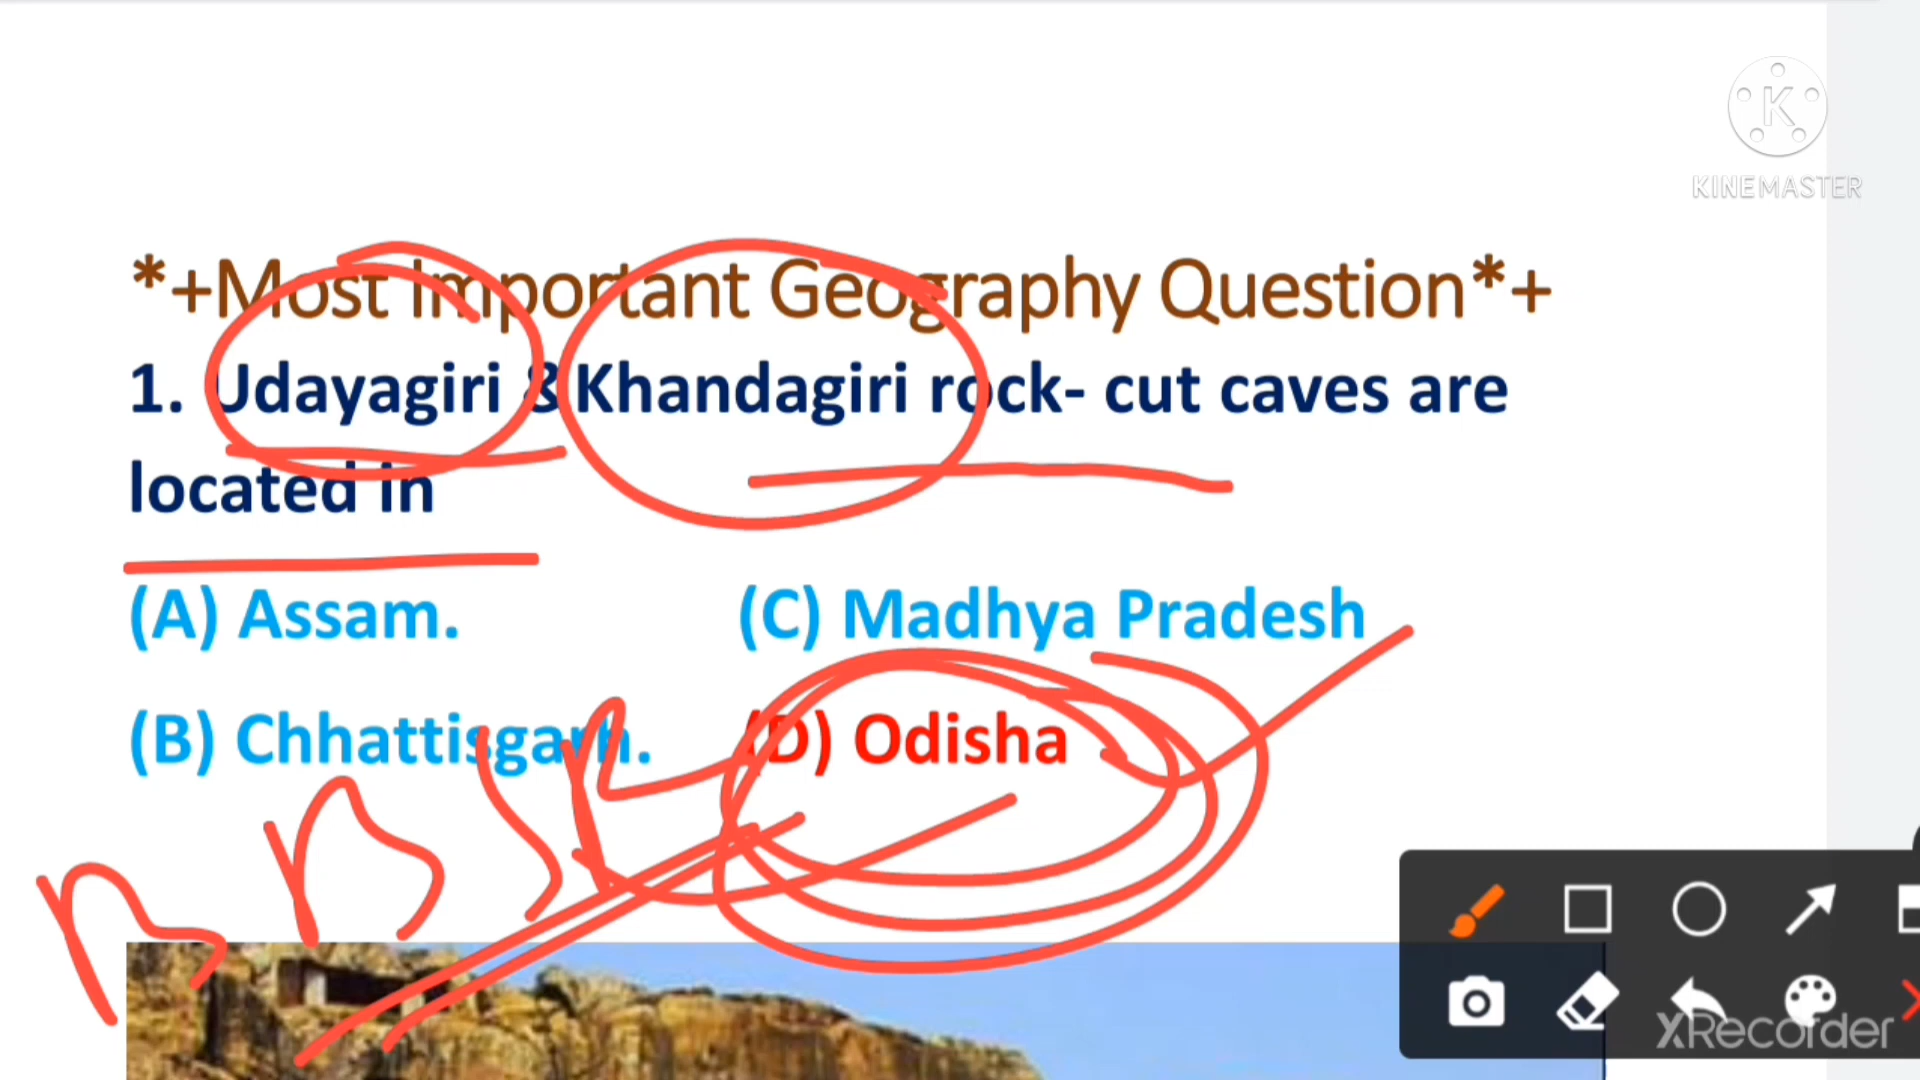 KINEMASTER
*+Most Important Geography Question*+
1. Udayagiri & Khandagiri rock- cut caves are
located in
(A) Assam. (C) Madhya Pradesh
(B) Chhattisgarh. (D) Odisha
XRecorder